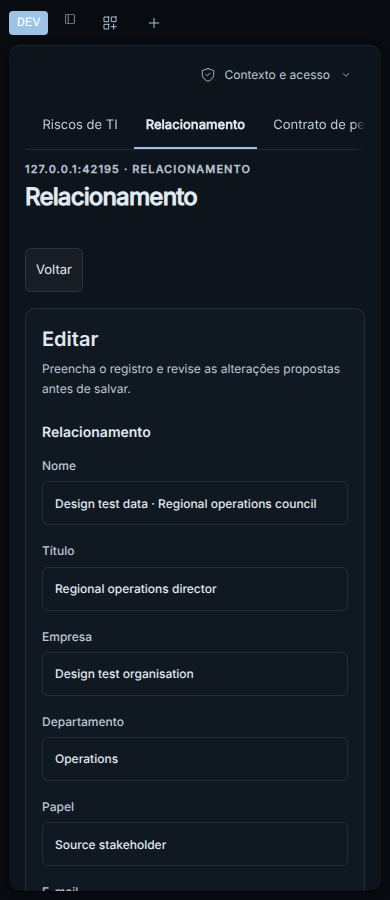 DEV
Contexto e acesso
Riscos de TI
Relacionamento
Contrato de pe
127.0.0.1:42195 · RELACIONAMENTO
Relacionamento
Voltar
Editar
Preencha o registro e revise as alterações propostas
antes de salvar.
Relacionamento
Nome
Design test data · Regional operations council
Título
Regional operations director
Empresa
Design test organisation
Departamento
Operations
Papel
Source stakeholder